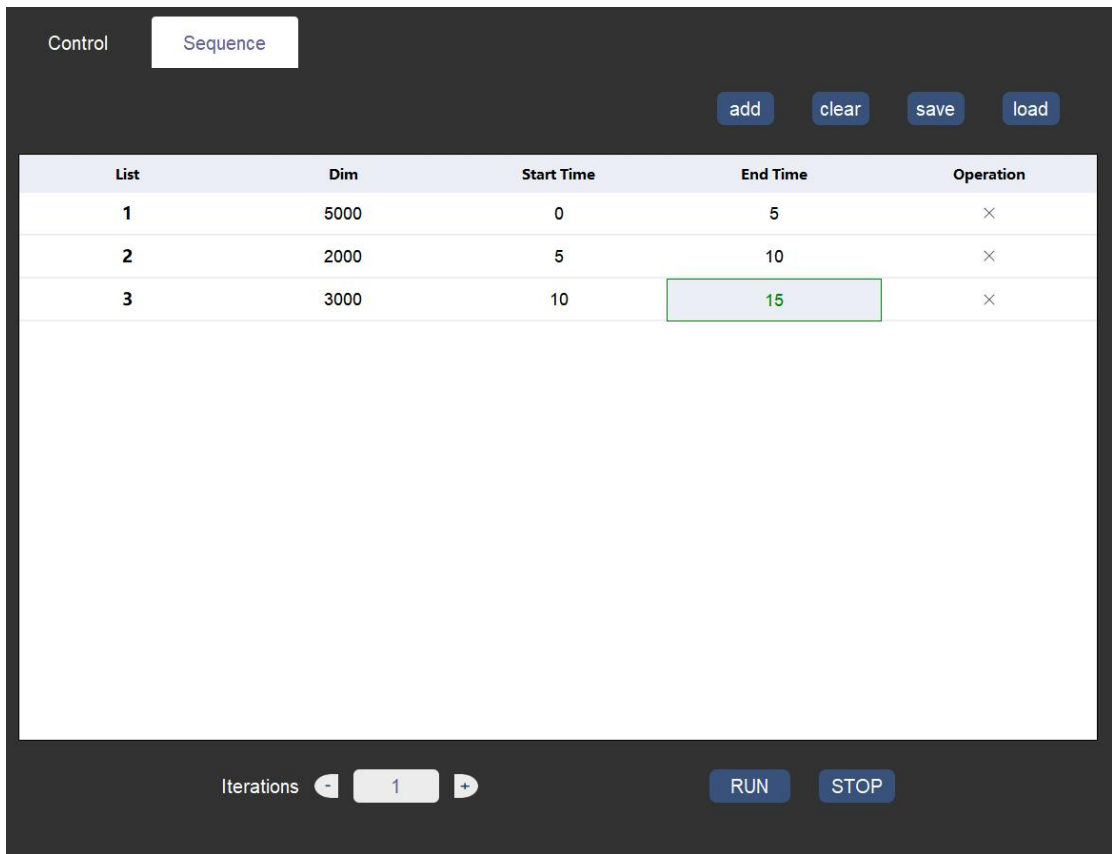 Control Sequence
add clear save load
List Dim Start Time End Time Operation
1 5000 0 5 ×
2 2000 5 10 ×
3 3000 10 15 ×
Iterations - 1 + RUN STOP